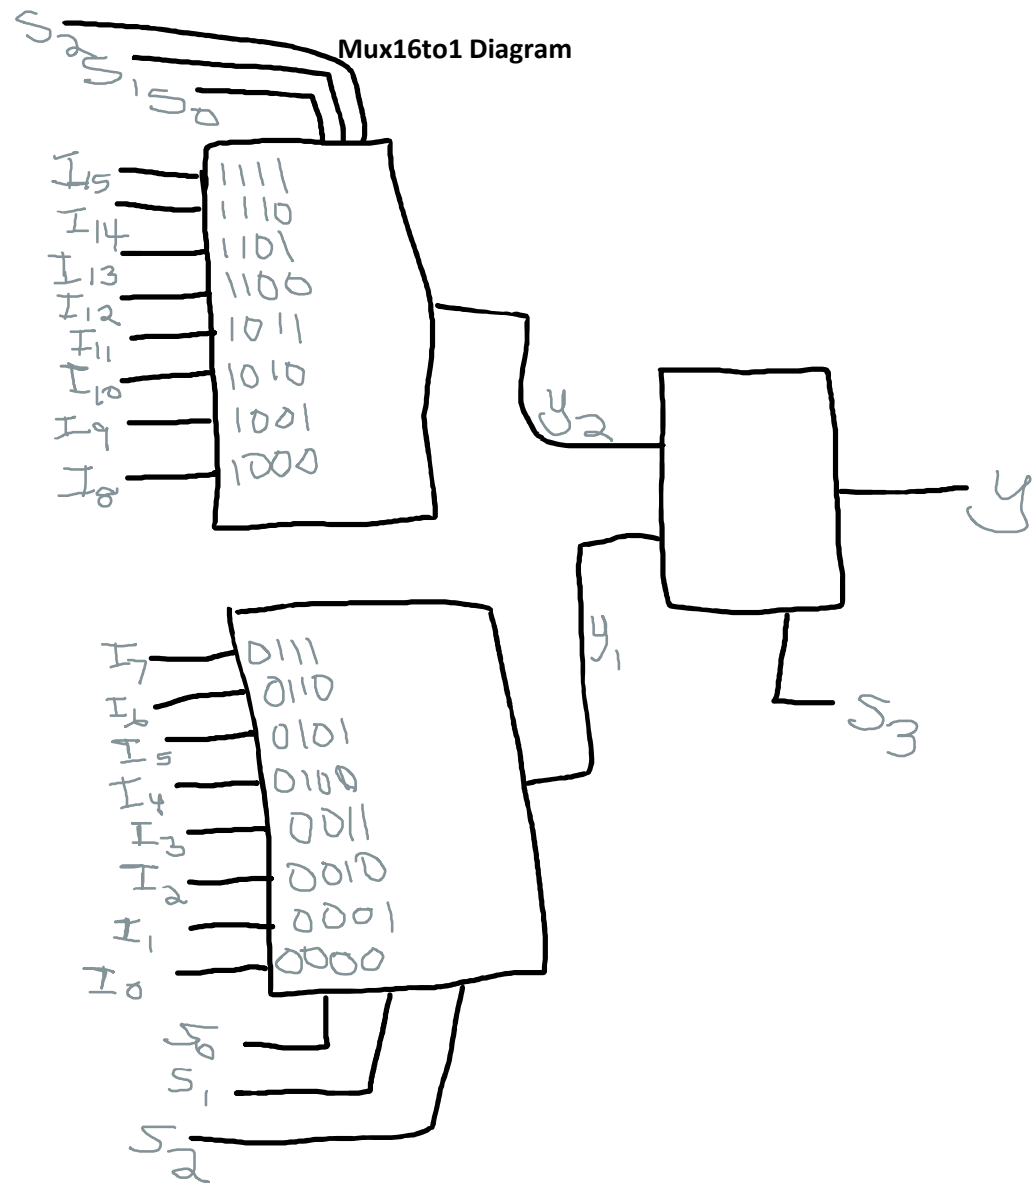 S2
Mux16to1 Diagram
S1
S0
I15 1111
I14 1110
I13 1101
I12 1100
I11 1011
I10 1010
I9 1001
I8 1000
y2
y
y1
I7 0111
I6 0110
I5 0101
I4 0100
I3 0011
I2 0010
I1 0001
I0 0000
S3
S0
S1
S2